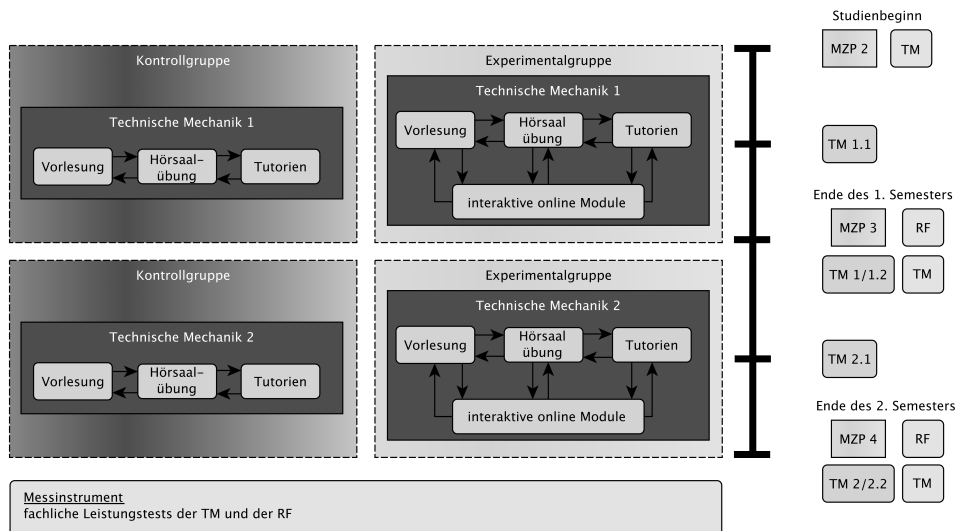 Studienbeginn
MZP 2
TM
Kontrollgruppe
Technische Mechanik 1
Vorlesung
Hörsaal-
übung
Tutorien
Experimentalgruppe
Technische Mechanik 1
Vorlesung
Hörsaal
übung
Tutorien
interaktive online Module
TM 1.1
Ende des 1. Semesters
MZP 3
RF
TM 1/1.2
TM
Kontrollgruppe
Technische Mechanik 2
Vorlesung
Hörsaal-
übung
Tutorien
Experimentalgruppe
Technische Mechanik 2
Vorlesung
Hörsaal
übung
Tutorien
interaktive online Module
TM 2.1
Ende des 2. Semesters
MZP 4
RF
TM 2/2.2
TM
Messinstrument
fachliche Leistungstests der TM und der RF